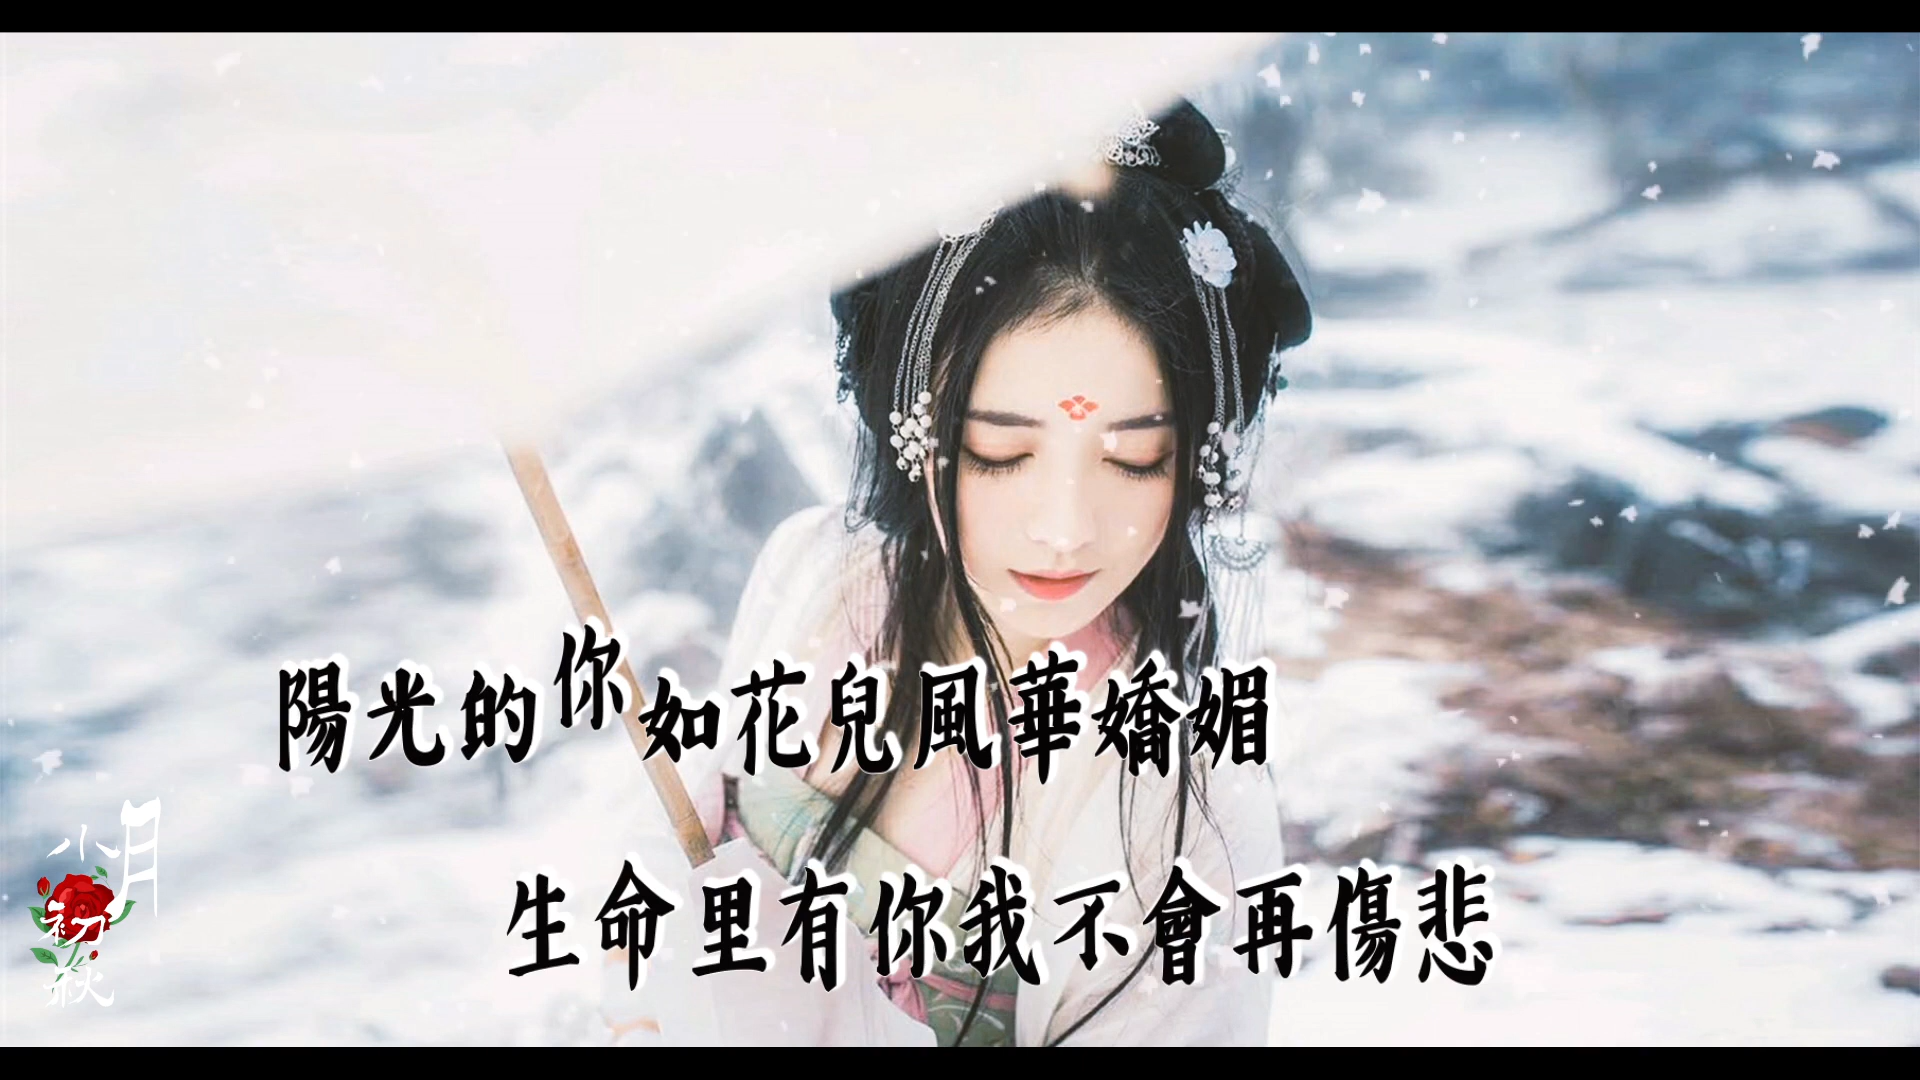 陽光的你如花兒風華嬌媚
生命里有你我不會再傷悲
小月
初
秋